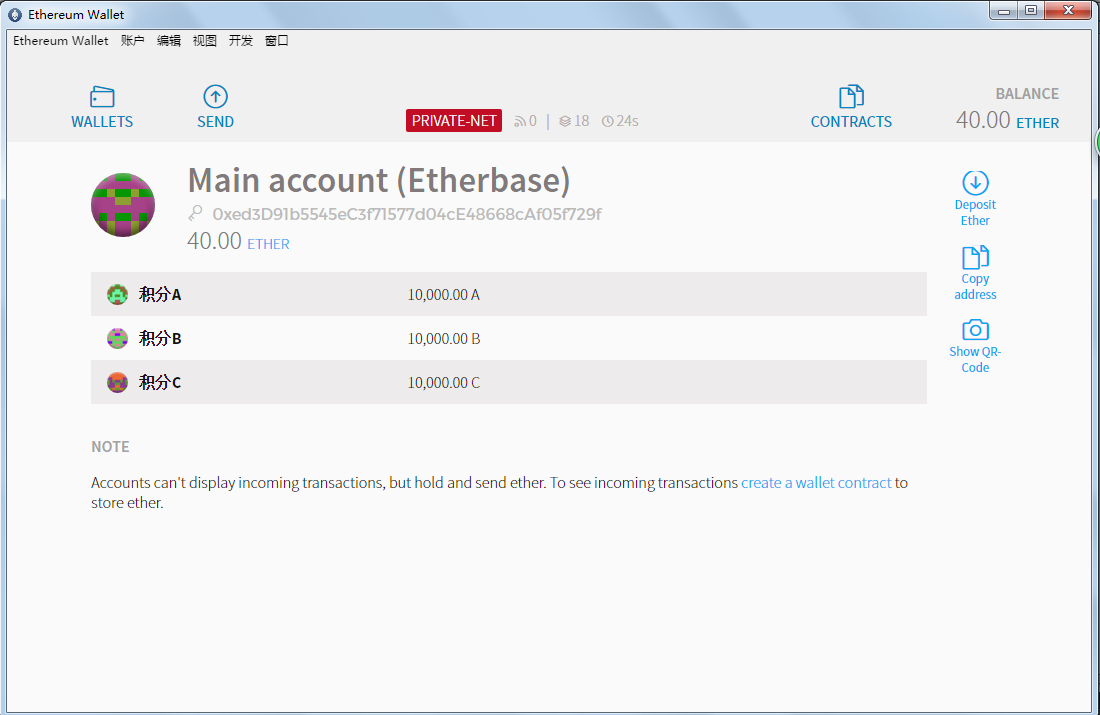 Ethereum Wallet
Ethereum Wallet 账户 编辑 视图 开发 窗口
WALLETS
SEND
PRIVATE-NET 0 | 18 24s
CONTRACTS
BALANCE
40.00 ETHER
Main account (Etherbase)
0xed3D91b5545eC3f71577d04cE48668cAf05f729f
40.00 ETHER
Deposit
Ether
Copy
address
Show QR-
Code
积分A 10,000.00 A
积分B 10,000.00 B
积分C 10,000.00 C
NOTE
Accounts can't display incoming transactions, but hold and send ether. To see incoming transactions create a wallet contract to
store ether.